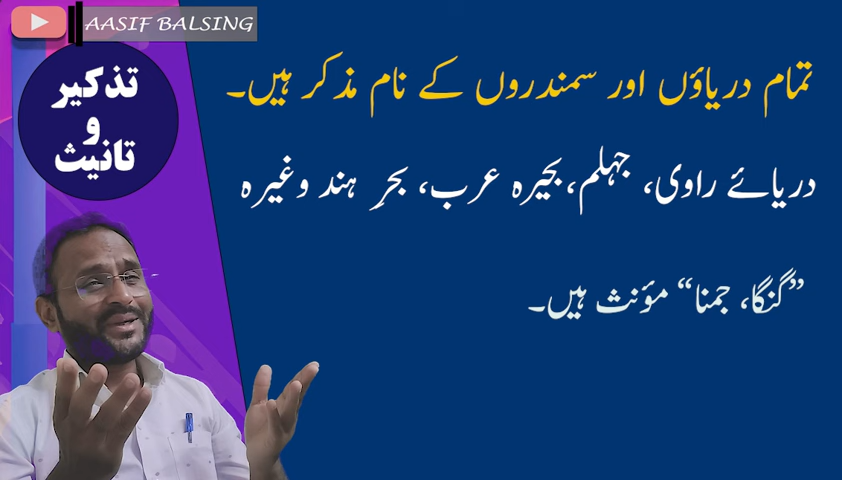 AASIF BALSING
تذکیر
و
تانیث
تمام دریاؤں اور سمندروں کے نام مذکر ہیں۔
دریائے راوی، جہلم، بحیرہ عرب، بحرِ ہند وغیرہ
”گنگا، جمنا“ مؤنث ہیں۔